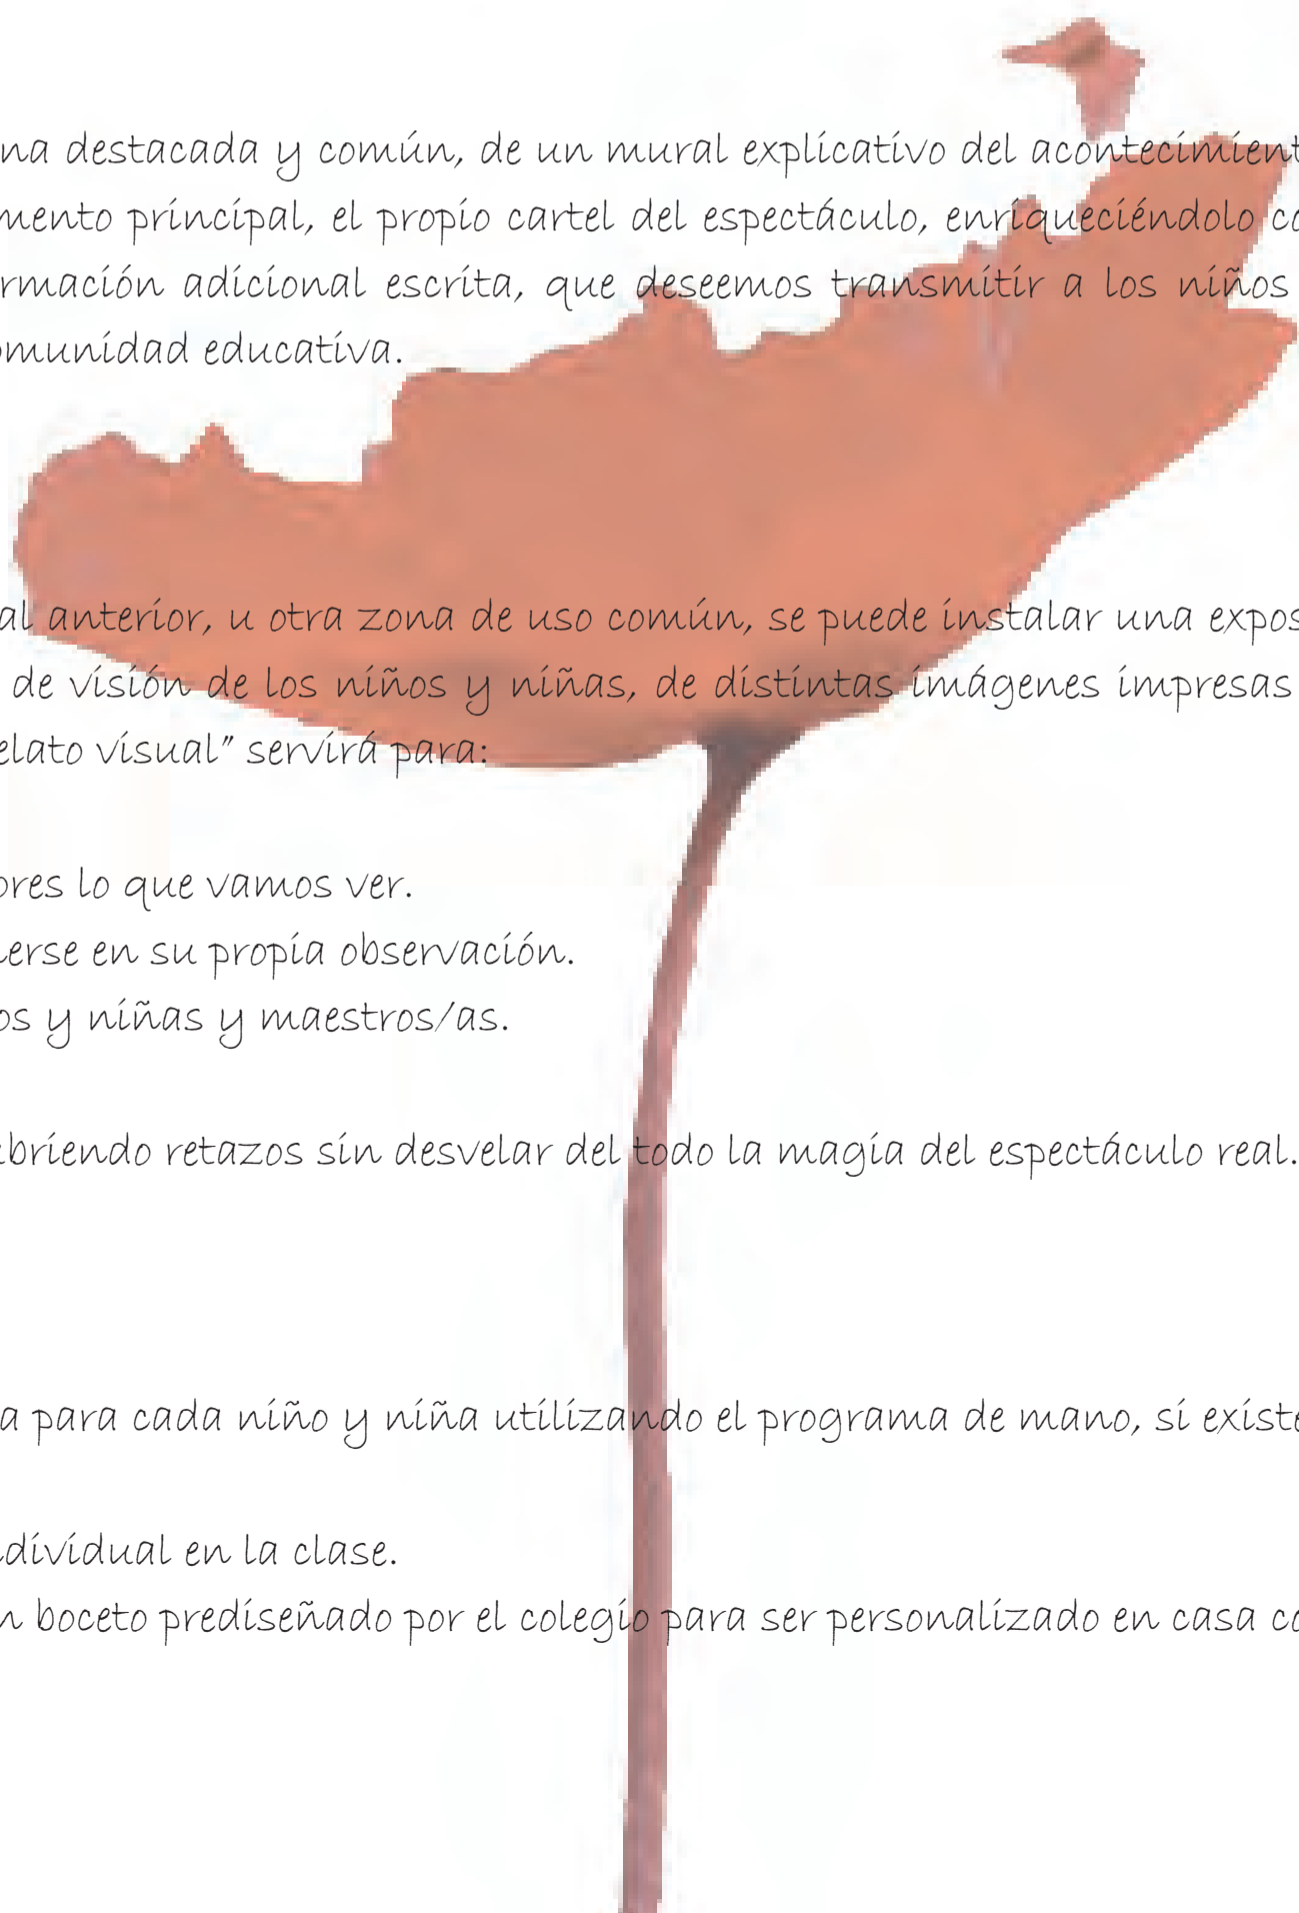 na destacada y común, de un mural explicativo del acontecimient
mento principal, el propio cartel del espectáculo, enriqueciéndolo co
rmación adicional escrita, que deseemos transmitir a los niños
omunidad educativa.
al anterior, u otra zona de uso común, se puede instalar una expos
de visión de los niños y niñas, de distintas imágenes impresas
elato visual” servirá para:
ores lo que vamos ver.
nerse en su propia observación.
os y niñas y maestros/as.
ubriendo retazos sin desvelar del todo la magia del espectáculo real.
a para cada niño y niña utilizando el programa de mano, si existe
ndividual en la clase.
n boceto prediseñado por el colegio para ser personalizado en casa co